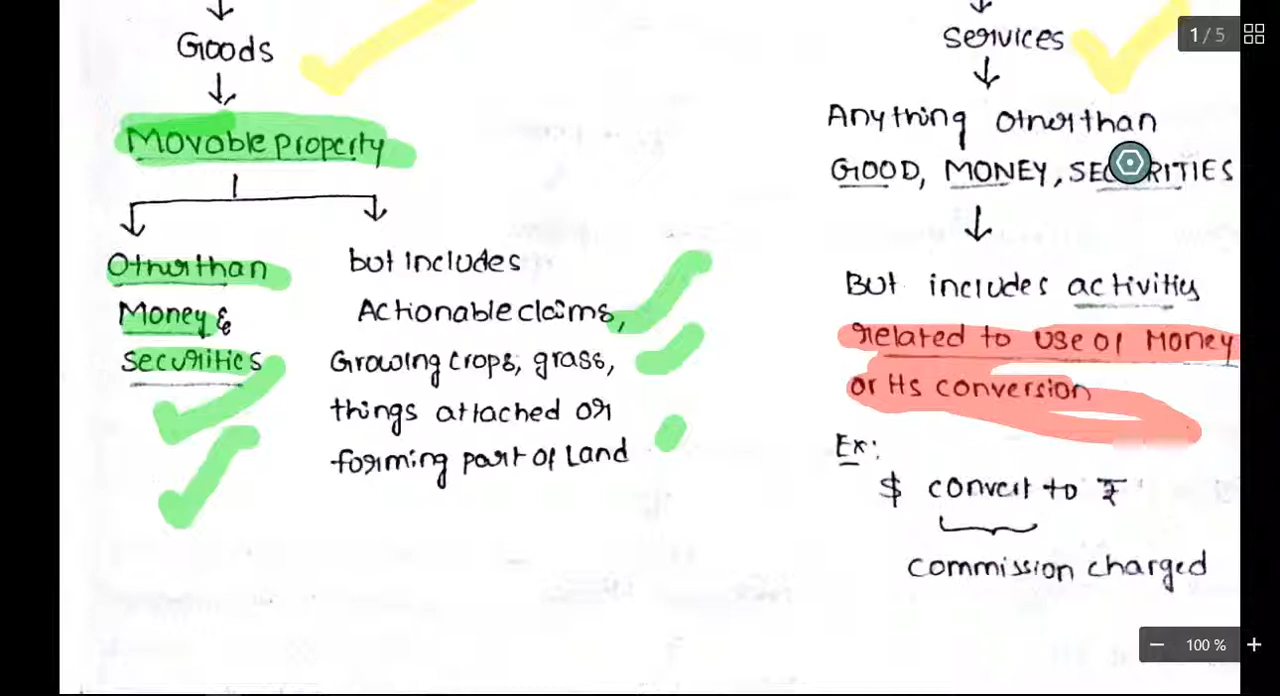 Goods
Movable property
Other than
Money &
securities
but includes
Actionable claims,
Growing crops, grass,
things attached or
forming part of Land
services
1 / 5
Anything other than
GOOD, MONEY, SECURITIES
But includes activities
related to use of Money
or its conversion
Ex:
$ convert to ₹
commission charged
− 100 % +